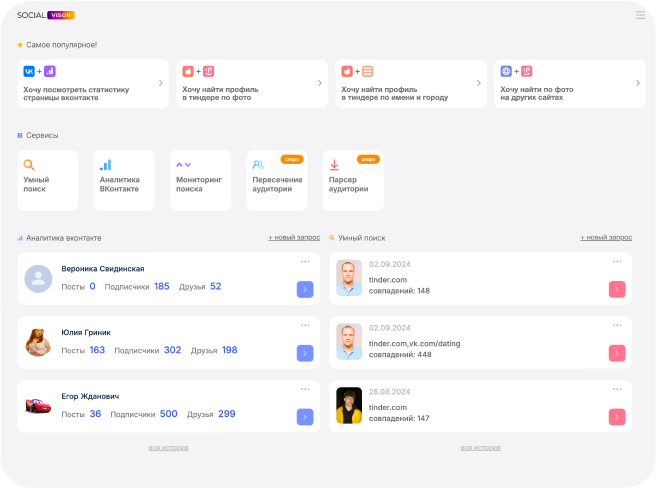 SOCIAL VISOR
Самое популярное!
Хочу посмотреть статистику
страницы вконтакте
Хочу найти профиль
в тиндере по фото
Хочу найти профиль
в тиндере по имени и городу
Хочу найти по фото
на других сайтах
Сервисы
Умный
поиск
Аналитика
ВКонтакте
Мониторинг
поиска
скоро
Пересечение
аудитории
скоро
Парсер
аудитории
Аналитика вконтакте
+ новый запрос
Вероника Свидинская
Посты 0 Подписчики 185 Друзья 52
Юлия Гриник
Посты 163 Подписчики 302 Друзья 198
Егор Жданович
Посты 36 Подписчики 500 Друзья 299
вся история
Умный поиск
+ новый запрос
02.09.2024
tinder.com
совпадений: 148
02.09.2024
tinder.com,vk.com/dating
совпадений: 448
26.08.2024
tinder.com
совпадений: 147
вся история